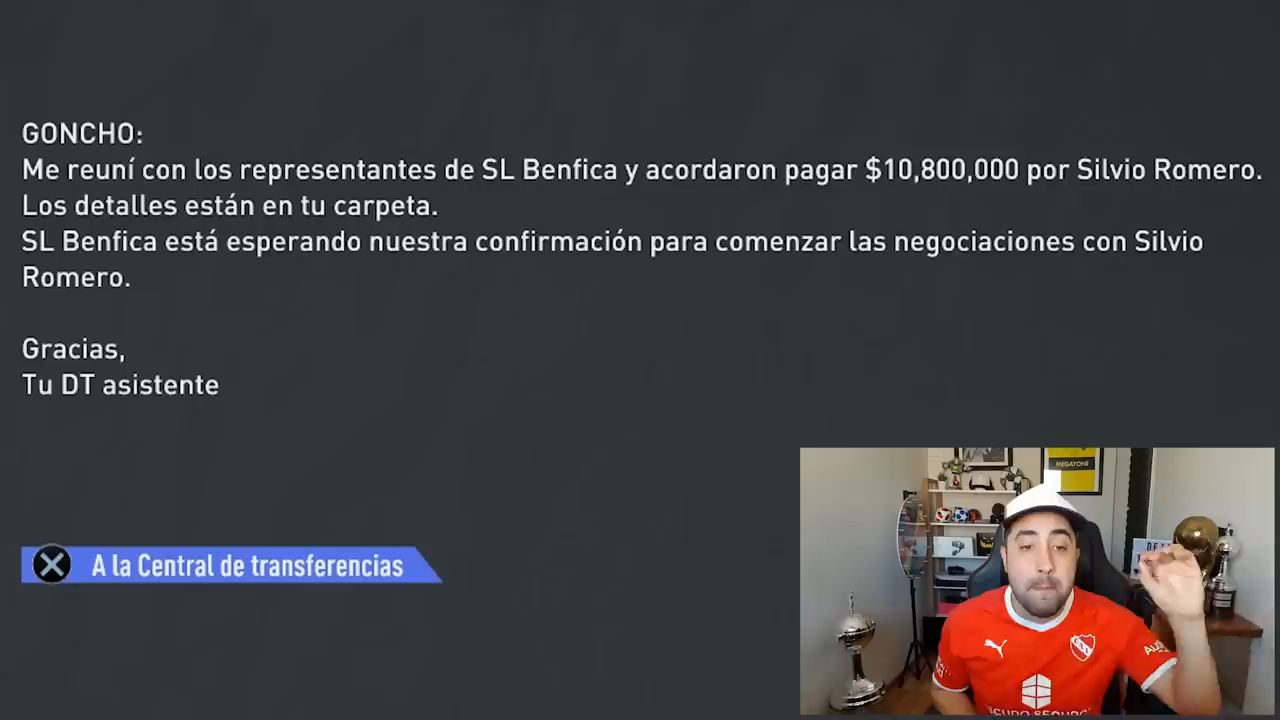 GONCHO:
Me reuní con los representantes de SL Benfica y acordaron pagar $10,800,000 por Silvio Romero.
Los detalles están en tu carpeta.
SL Benfica está esperando nuestra confirmación para comenzar las negociaciones con Silvio
Romero.
Gracias,
Tu DT asistente
A la Central de transferencias
MEGATONE